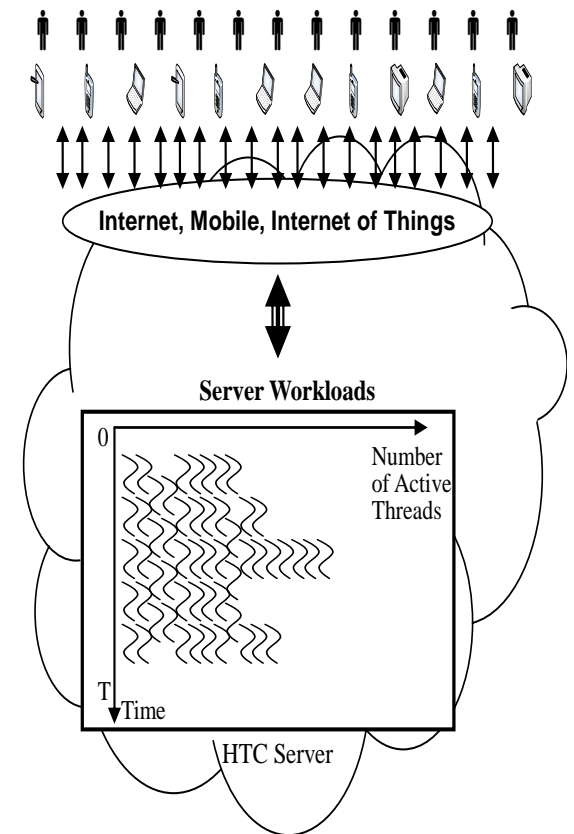 Internet, Mobile, Internet of Things
Server Workloads
0
Number
of Active
Threads
T
Time
HTC Server